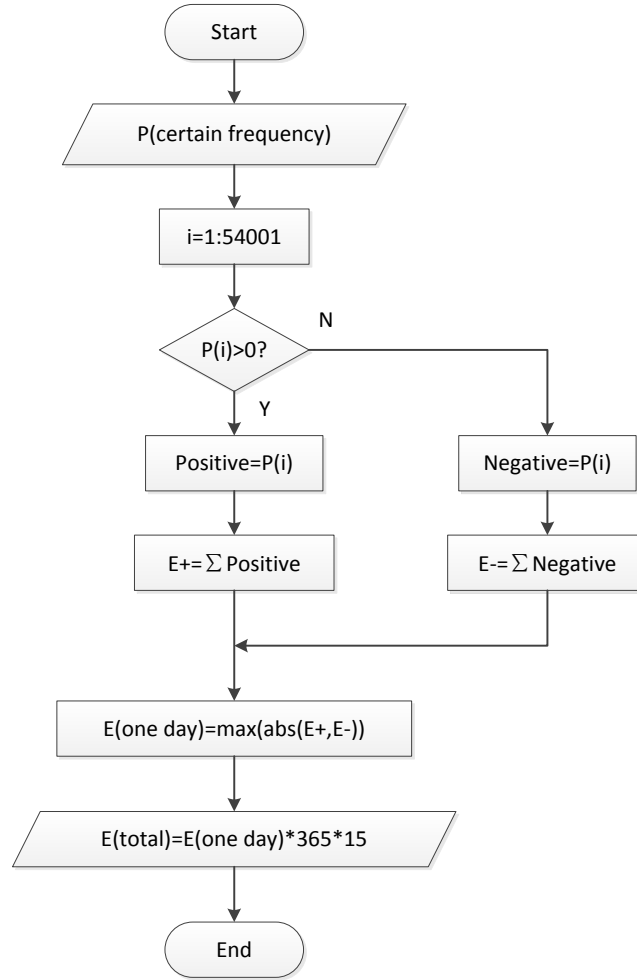 Start
P(certain frequency)
i=1:54001
P(i)>0?
N
Y
Positive=P(i)
Negative=P(i)
E+=∑ Positive
E-=∑ Negative
E(one day)=max(abs(E+,E-))
E(total)=E(one day)*365*15
End